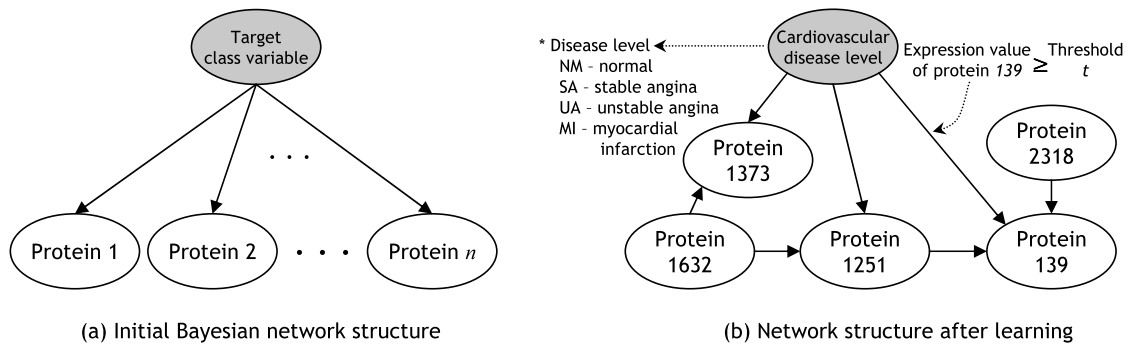 Target
class variable
. . .
Protein 1
Protein 2
. . .
Protein n
(a) Initial Bayesian network structure
Cardiovascular
disease level
* Disease level
NM – normal
SA – stable angina
UA – unstable angina
MI – myocardial
infarction
Expression value
of protein 139
≥
Threshold
t
Protein
1373
Protein
2318
Protein
1632
Protein
1251
Protein
139
(b) Network structure after learning